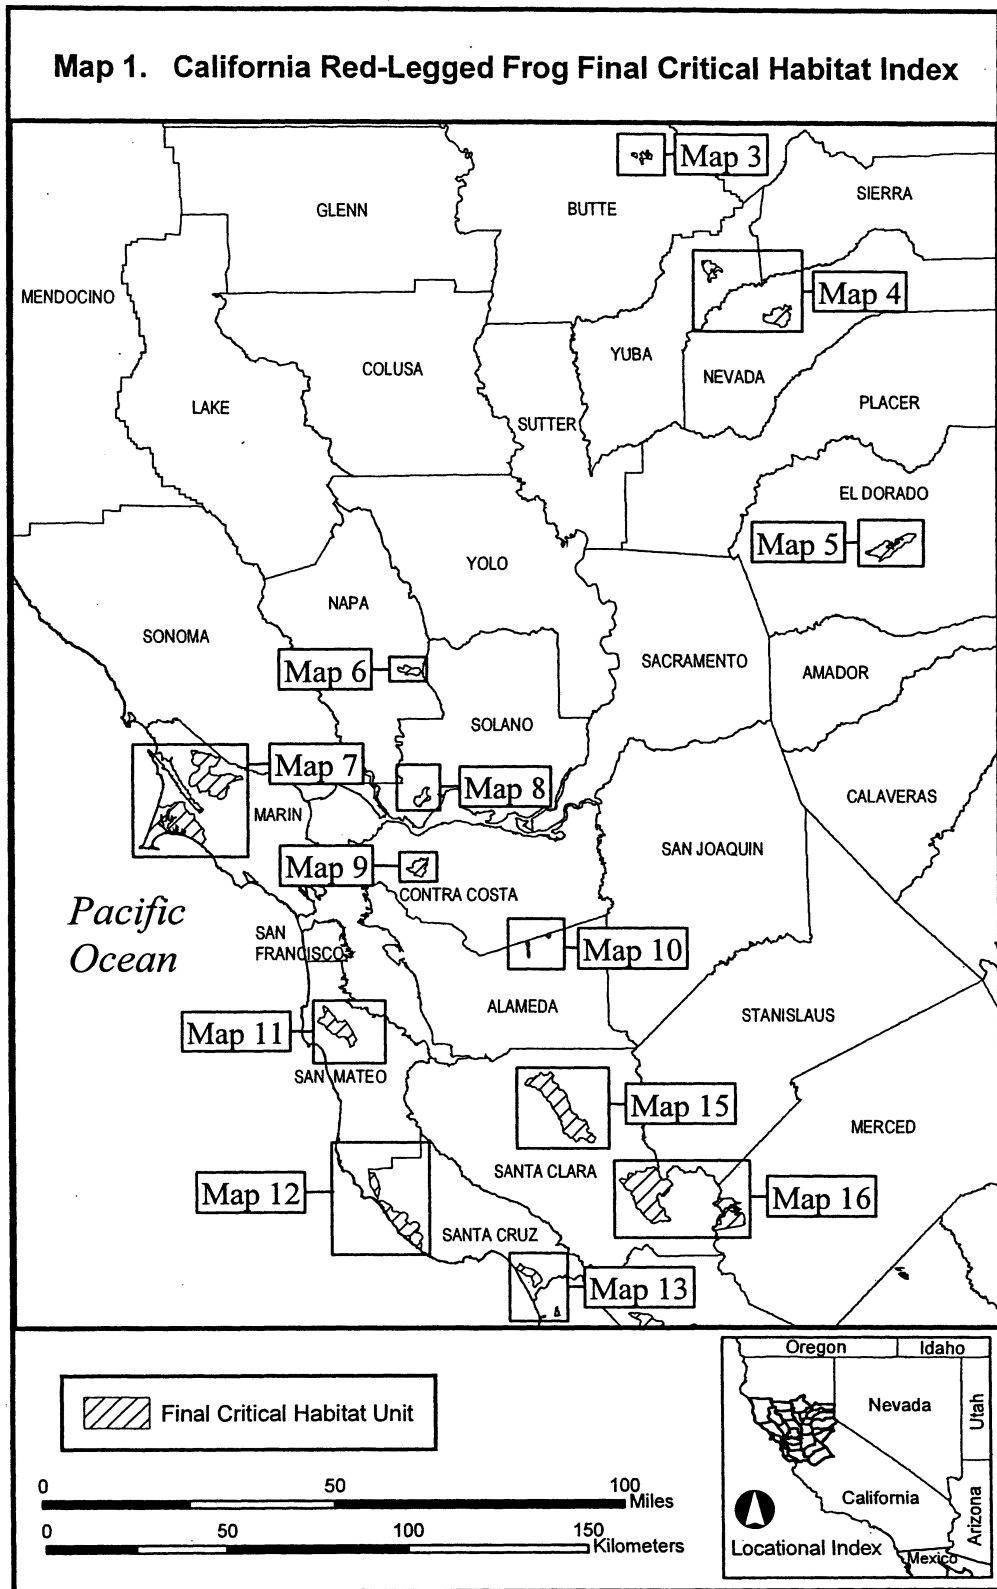 Map 1. California Red-Legged Frog Final Critical Habitat Index
Map 3
SIERRA
GLENN
BUTTE
MENDOCINO
Map 4
YUBA
COLUSA
NEVADA
LAKE
PLACER
SUTTER
EL DORADO
Map 5
YOLO
NAPA
SONOMA
SACRAMENTO
Map 6
AMADOR
SOLANO
Map 7
Map 8
CALAVERAS
MARIN
SAN JOAQUIN
Map 9
CONTRA COSTA
Pacific
Ocean
SAN
FRANCISCO
Map 10
ALAMEDA
STANISLAUS
Map 11
SAN MATEO
Map 15
MERCED
SANTA CLARA
Map 12
Map 16
SANTA CRUZ
Map 13
Final Critical Habitat Unit
0 50 100
Miles
0 50 100 150
Kilometers
Oregon
Idaho
Nevada
Utah
California
Arizona
Locational Index
Mexico